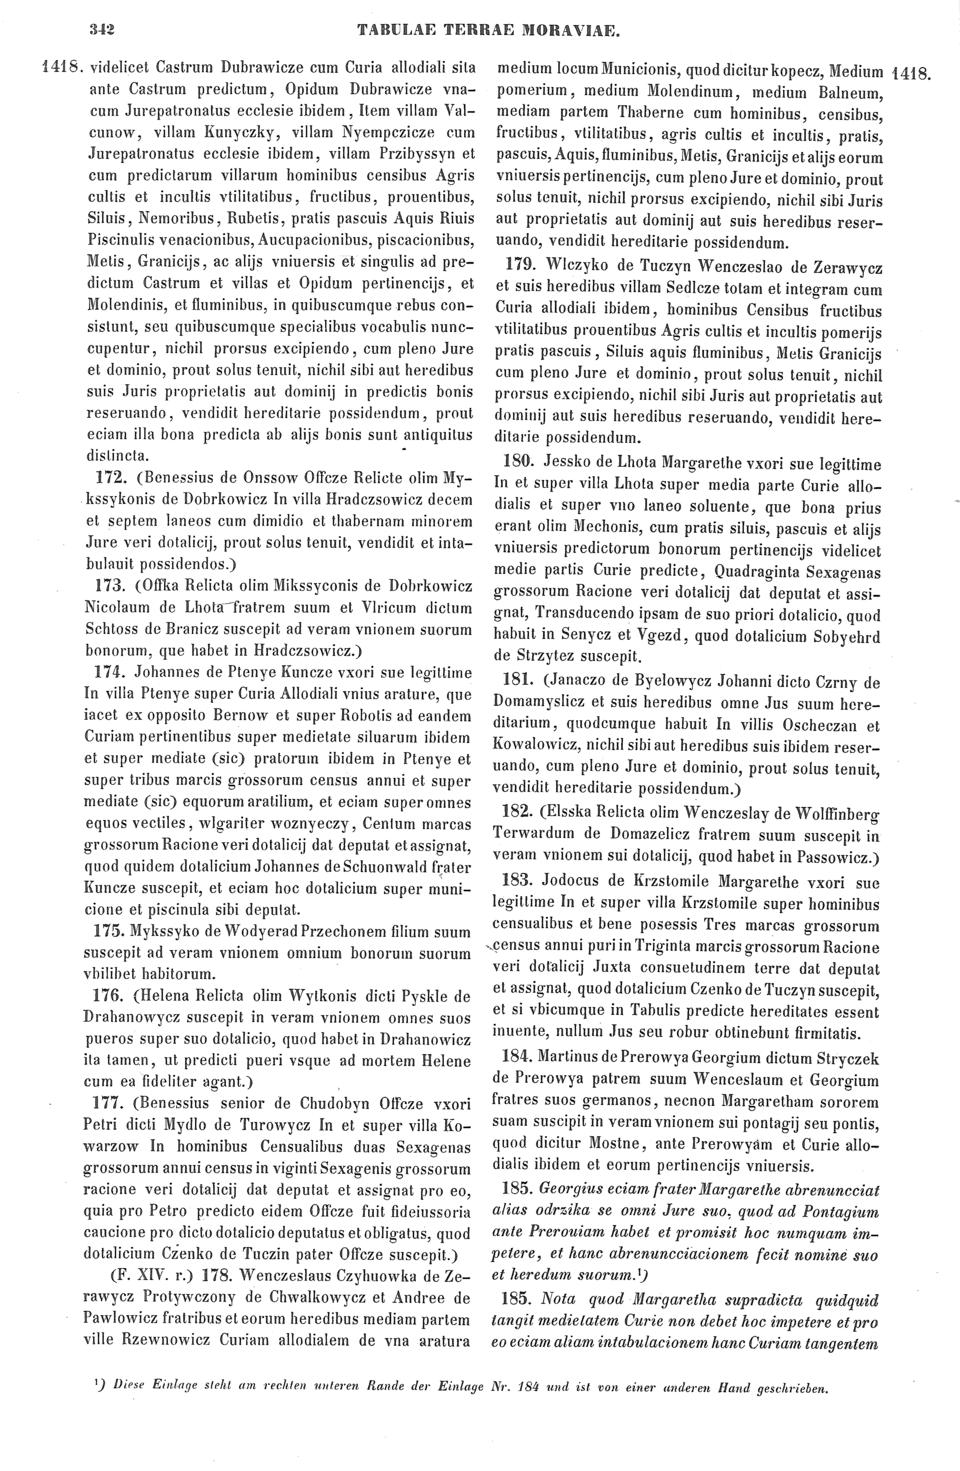 342 TABULAE TERRAE MORAVIAE.
1418. videlicet Castrum Dubrawicze cum Curia allodiali sita
ante Castrum predictum, Opidum Dubrawicze vna-
cum Jurepatronatus ecclesie ibidem, Item villam Val-
cunow, villam Kunyczky, villam Nyempczicze cum
Jurepatronatus ecclesie ibidem, villam Przibyssyn et
cum predictarum villarum hominibus censibus Agris
cultis et incultis vtilitatibus, fructibus, prouentibus,
Siluis, Nemoribus, Rubetis, pratis pascuis Aquis Riuis
Piscinulis venacionibus, Aucupacionibus, piscacionibus,
Metis, Granicijs, ac alijs vniuersis et singulis ad pre-
dictum Castrum et villas et Opidum pertinencijs, et
Molendinis, et fluminibus, in quibuscumque rebus con-
sistunt, seu quibuscumque specialibus vocabulis nunc-
cupentur, nichil prorsus excipiendo, cum pleno Jure
et dominio, prout solus tenuit, nichil sibi aut heredibus
suis Juris proprietatis aut dominij in predictis bonis
reseruando, vendidit hereditarie possidendum, prout
eciam illa bona predicta ab alijs bonis sunt antiquitus
distincta.
172. (Benessius de Onssow Offcze Relicte olim My-
kssykonis de Dobrkowicz In villa Hradczsowicz decem
et septem laneos cum dimidio et thabernam minorem
Jure veri dotalicij, prout solus tenuit, vendidit et inta-
bulauit possidendos.)
173. (Offka Relicta olim Mikssyconis de Dobrkowicz
Nicolaum de Lhota fratrem suum et Vlricum dictum
Schtoss de Branicz suscepit ad veram vnionem suorum
bonorum, que habet in Hradczsowicz.)
174. Johannes de Ptenye Kuncze vxori sue legittime
In villa Ptenye super Curia Allodiali vnius arature, que
iacet ex opposito Bernow et super Robotis ad eandem
Curiam pertinentibus super medietate siluarum ibidem
et super mediate (sic) pratorum ibidem in Ptenye et
super tribus marcis grossorum census annui et super
mediate (sic) equorum aratilium, et eciam super omnes
equos vectiles, wlgariter woznyeczy, Centum marcas
grossorum Racione veri dotalicij dat deputat et assignat,
quod quidem dotalicium Johannes de Schuonwald frater
Kuncze suscepit, et eciam hoc dotalicium super muni-
cione et piscinula sibi deputat.
175. Mykssyko de Wodyerad Przechonem filium suum
suscepit ad veram vnionem omnium bonorum suorum
vbilibet habitorum.
176. (Helena Relicta olim Wytkonis dicti Pyskle de
Drahanowycz suscepit in veram vnionem omnes suos
pueros super suo dotalicio, quod habet in Drahanowicz
ita tamen, ut predicti pueri vsque ad mortem Helene
cum ea fideliter agant.)
177. (Benessius senior de Chudobyn Offcze vxori
Petri dicti Mydlo de Turowycz In et super villa Ko-
warzow In hominibus Censualibus duas Sexagenas
grossorum annui census in viginti Sexagenis grossorum
racione veri dotalicij dat deputat et assignat pro eo,
quia pro Petro predicto eidem Offcze fuit fideiussoria
caucione pro dicto dotalicio deputatus et obligatus, quod
dotalicium Czenko de Tuczin pater Offcze suscepit.)
(F. XIV. r.) 178. Wenczeslaus Czyhuowka de Ze-
rawycz Protywczony de Chwalkowycz et Andree de
Pawlowicz fratribus et eorum heredibus mediam partem
ville Rzewnowicz Curiam allodialem de vna aratura
medium locum Municionis, quod dicitur kopecz, Medium 1418.
pomerium, medium Molendinum, medium Balneum,
mediam partem Thaberne cum hominibus, censibus,
fructibus, vtilitatibus, agris cultis et incultis, pratis,
pascuis, Aquis, fluminibus, Metis, Granicijs et alijs eorum
vniuersis pertinencijs, cum pleno Jure et dominio, prout
solus tenuit, nichil prorsus excipiendo, nichil sibi Juris
aut proprietatis aut dominij aut suis heredibus reser-
uando, vendidit hereditarie possidendum.
179. Wlczyko de Tuczyn Wenczeslao de Zerawycz
et suis heredibus villam Sedlcze totam et integram cum
Curia allodiali ibidem, hominibus Censibus fructibus
vtilitatibus prouentibus Agris cultis et incultis pomerijs
pratis pascuis, Siluis aquis fluminibus, Metis Granicijs
cum pleno Jure et dominio, prout solus tenuit, nichil
prorsus excipiendo, nichil sibi Juris aut proprietatis aut
dominij aut suis heredibus reseruando, vendidit here-
ditarie possidendum.
180. Jessko de Lhota Margarethe vxori sue legittime
In et super villa Lhota super media parte Curie allo-
dialis et super vno laneo soluente, que bona prius
erant olim Mechonis, cum pratis siluis, pascuis et alijs
vniuersis predictorum bonorum pertinencijs videlicet
medie partis Curie predicte, Quadraginta Sexagenas
grossorum Racione veri dotalicij dat deputat et assi-
gnat, Transducendo ipsam de suo priori dotalicio, quod
habuit in Senycz et Vgezd, quod dotalicium Sobyehrd
de Strzytez suscepit.
181. (Janaczo de Byelowycz Johanni dicto Czrny de
Domamyslicz et suis heredibus omne Jus suum here-
ditarium, quodcumque habuit In villis Oscheczan et
Kowalowicz, nichil sibi aut heredibus suis ibidem reser-
uando, cum pleno Jure et dominio, prout solus tenuit,
vendidit hereditarie possidendum.)
182. (Elsska Relicta olim Wenczeslay de Wolffinberg
Terwardum de Domazelicz fratrem suum suscepit in
veram vnionem sui dotalicij, quod habet in Passowicz.)
183. Jodocus de Krzstomile Margarethe vxori sue
legittime In et super villa Krzstomile super hominibus
censualibus et bene posessis Tres marcas grossorum
census annui puri in Triginta marcis grossorum Racione
veri dotalicij Juxta consuetudinem terre dat deputat
et assignat, quod dotalicium Czenko de Tuczyn suscepit,
et si vbicumque in Tabulis predicte hereditates essent
inuente, nullum Jus seu robur obtinebunt firmitatis.
184. Martinus de Prerowya Georgium dictum Stryczek
de Prerowya patrem suum Wenceslaum et Georgium
fratres suos germanos, necnon Margaretham sororem
suam suscipit in veram vnionem sui pontagij seu pontis,
quod dicitur Mostne, ante Prerowyam et Curie allo-
dialis ibidem et eorum pertinencijs vniuersis.
185. Georgius eciam frater Margarethe abrenuncciat
alias odrzika se omni Jure suo, quod ad Pontagium
ante Prerouiam habet et promisit hoc numquam im-
petere, et hanc abrenuncciacionem fecit nomine suo
et heredum suorum.¹)
185. Nota quod Margaretha supradicta quidquid
tangit medietatem Curie non debet hoc impetere et pro
eo eciam aliam intabulacionem hanc Curiam tangentem
¹) Diese Einlage steht am rechten unteren Rande der Einlage Nr. 184 und ist von einer anderen Hand geschrieben.